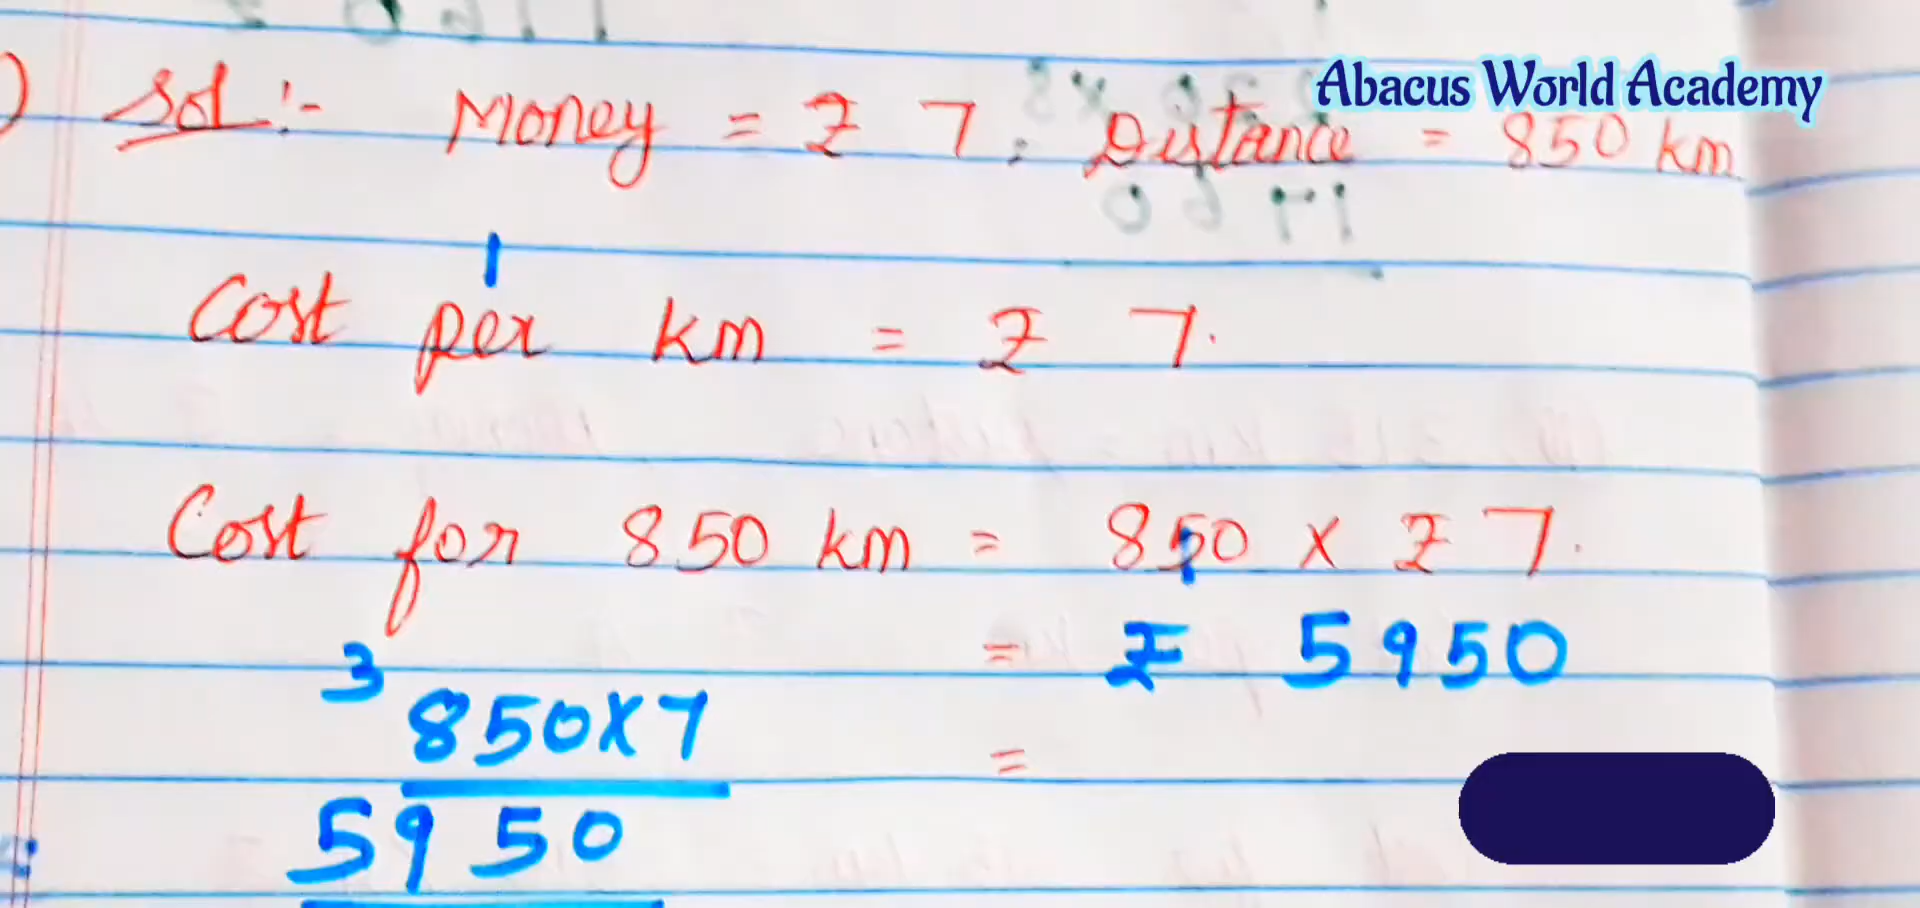 Abacus World Academy
) Sol :- Money = ₹ 7, Distance = 850 km
Cost per 1 km = ₹ 7.
Cost for 850 km = 850 x ₹ 7.
= ₹ 5950
3
850x7
=
5950